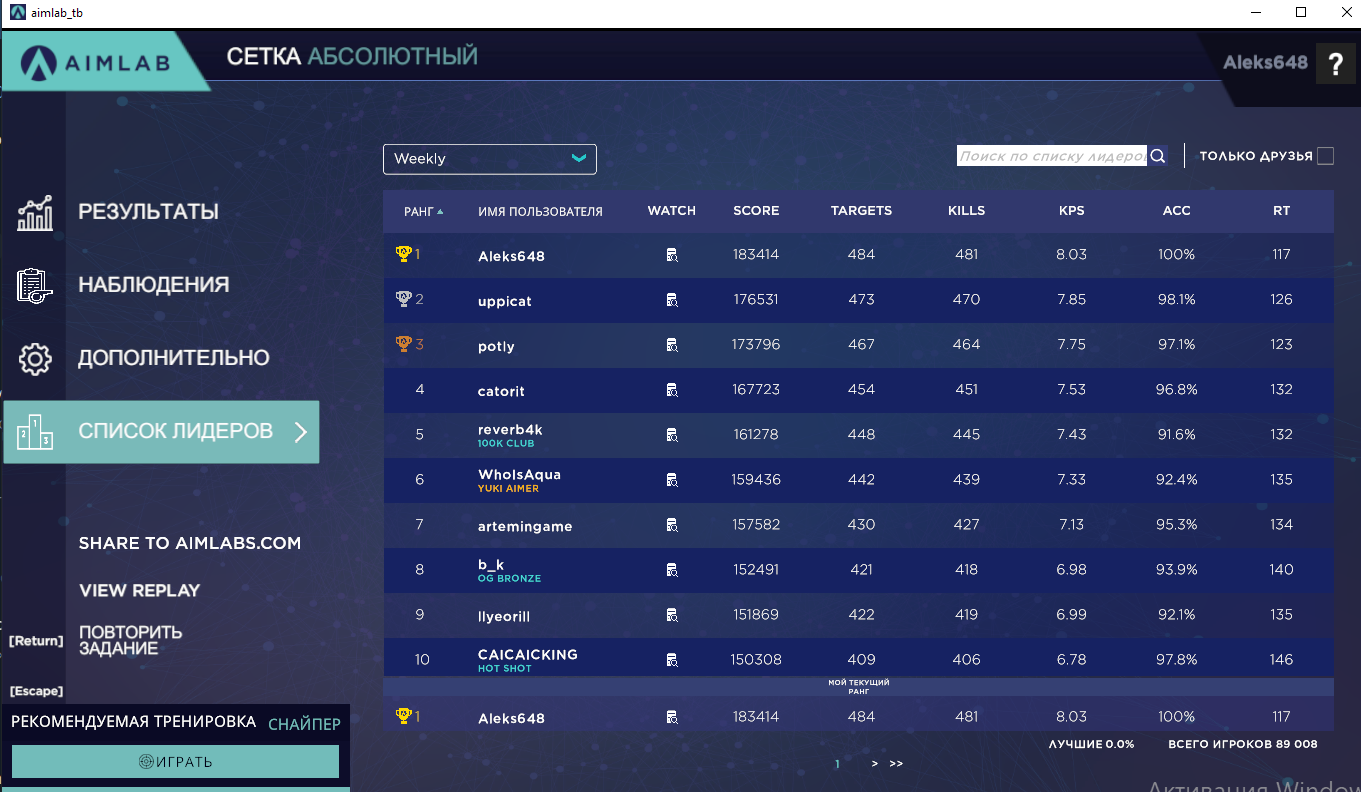 aimlab_tb
AIMLAB
СЕТКА АБСОЛЮТНЫЙ
Aleks648 ?
Weekly
Поиск по списку лидеро
ТОЛЬКО ДРУЗЬЯ
РЕЗУЛЬТАТЫ
НАБЛЮДЕНИЯ
ДОПОЛНИТЕЛЬНО
СПИСОК ЛИДЕРОВ
SHARE TO AIMLABS.COM
VIEW REPLAY
[Return] ПОВТОРИТЬ
ЗАДАНИЕ
[Escape]
РЕКОМЕНДУЕМАЯ ТРЕНИРОВКА СНАЙПЕР
ИГРАТЬ
РАНГ ИМЯ ПОЛЬЗОВАТЕЛЯ WATCH SCORE TARGETS KILLS KPS ACC RT
1 Aleks648 183414 484 481 8.03 100% 117
2 uppicat 176531 473 470 7.85 98.1% 126
3 potly 173796 467 464 7.75 97.1% 123
4 catorit 167723 454 451 7.53 96.8% 132
5 reverb4k 161278 448 445 7.43 91.6% 132
100K CLUB
6 WhoIsAqua 159436 442 439 7.33 92.4% 135
YUKI AIMER
7 artemingame 157582 430 427 7.13 95.3% 134
8 b_k 152491 421 418 6.98 93.9% 140
OG BRONZE
9 llyeorill 151869 422 419 6.99 92.1% 135
10 CAICAICKING 150308 409 406 6.78 97.8% 146
HOT SHOT
МОЙ ТЕКУЩИЙ
РАНГ
1 Aleks648 183414 484 481 8.03 100% 117
ЛУЧШИЕ 0.0% ВСЕГО ИГРОКОВ 89 008
1 > >>
Активация Window